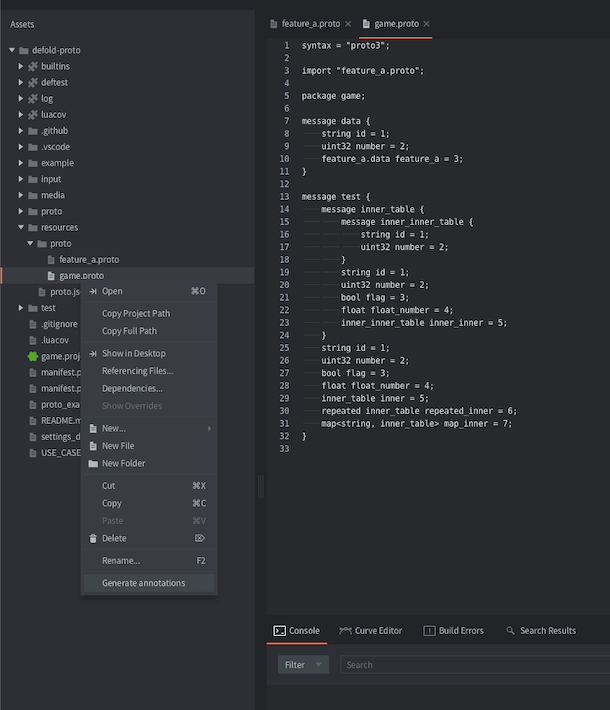 Assets
defold-proto
builtins
deftest
log
luacov
.github
.vscode
example
input
media
proto
resources
proto
feature_a.proto
game.proto
proto.js
test
.gitignore
.luacov
game.proj
manifest.p
manifest.p
proto_exa
README.m
settings_d
USE_CASE
Open ⌘O
Copy Project Path
Copy Full Path
Show in Desktop
Referencing Files...
Dependencies...
Show Overrides
New...
New File
New Folder
Cut ⌘X
Copy ⌘C
Paste ⌘V
Delete ⌦
Rename... F2
Generate annotations
feature_a.proto × game.proto ×
1 syntax = "proto3";
2
3 import "feature_a.proto";
4
5 package game;
6
7 message data {
8 string id = 1;
9 uint32 number = 2;
10 feature_a.data feature_a = 3;
11 }
12
13 message test {
14 message inner_table {
15 message inner_inner_table {
16 string id = 1;
17 uint32 number = 2;
18 }
19 string id = 1;
20 uint32 number = 2;
21 bool flag = 3;
22 float float_number = 4;
23 inner_inner_table inner_inner = 5;
24 }
25 string id = 1;
26 uint32 number = 2;
27 bool flag = 3;
28 float float_number = 4;
29 inner_table inner = 5;
30 repeated inner_table repeated_inner = 6;
31 map<string, inner_table> map_inner = 7;
32 }
33
Console Curve Editor Build Errors Search Results
Filter Search